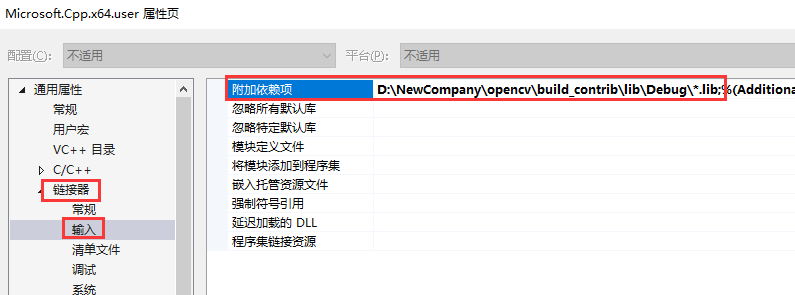 Microsoft.Cpp.x64.user 属性页
配置(C): 不适用 平台(P): 不适用
通用属性
常规
用户宏
VC++ 目录
C/C++
链接器
常规
输入
清单文件
调试
系统
附加依赖项 D:\NewCompany\opencv\build_contrib\lib\Debug\*.lib;%(Additiona
忽略所有默认库
忽略特定默认库
模块定义文件
将模块添加到程序集
嵌入托管资源文件
强制符号引用
延迟加载的 DLL
程序集链接资源